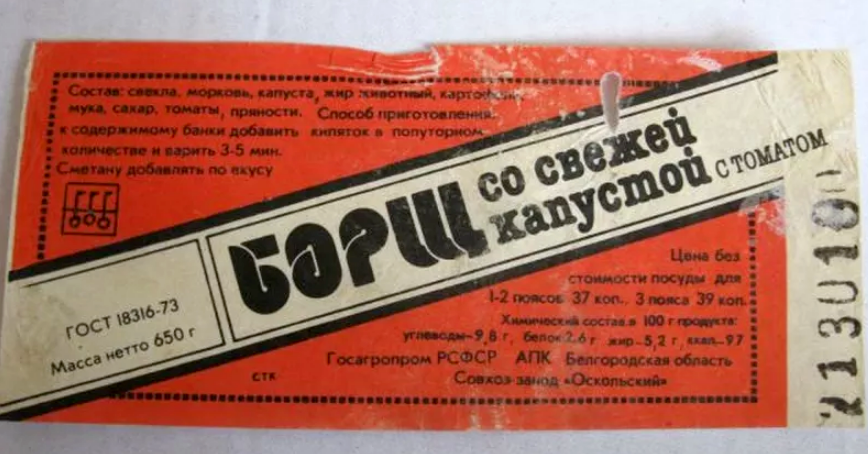 Состав: свекла, морковь, капуста, жир животный, картофель,
мука, сахар, томаты, пряности. Способ приготовления:
к содержимому банки добавить кипяток в полуторном
количестве и варить 3-5 мин.
Сметану добавлять по вкусу
БОРЩ
со свежей
капустой
С ТОМАТОМ
ГОСТ 18316-73
Масса нетто 650 г
Цена без
стоимости посуды для
1-2 поясов 37 коп., 3 пояса 39 коп.
Химический состав в 100 г продукта:
углеводы-9,8 г, белок 2,6 г жир-5,2 г, ккал-97
Госагропром РСФСР АПК Белгородская область
Совхоз-завод «Оскольский»
СТК